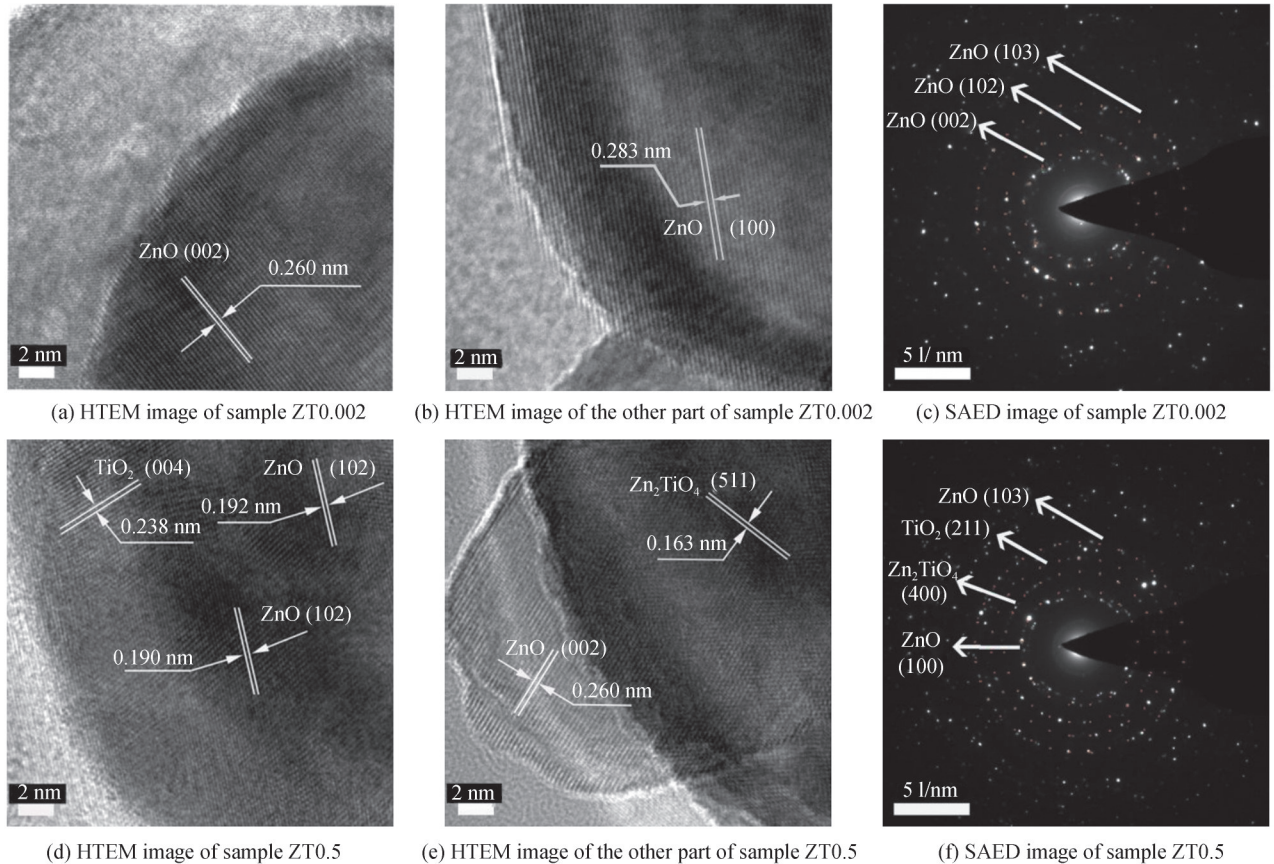 ZnO (002)
0.260 nm
2 nm
(a) HTEM image of sample ZT0.002
0.283 nm
ZnO (100)
2 nm
(b) HTEM image of the other part of sample ZT0.002
ZnO (103)
ZnO (102)
ZnO (002)
5 l/ nm
(c) SAED image of sample ZT0.002
TiO₂ (004)
ZnO (102)
0.192 nm
0.238 nm
ZnO (102)
0.190 nm
2 nm
(d) HTEM image of sample ZT0.5
Zn₂TiO₄ (511)
0.163 nm
ZnO (002)
0.260 nm
2 nm
(e) HTEM image of the other part of sample ZT0.5
ZnO (103)
TiO₂ (211)
Zn₂TiO₄
(400)
ZnO
(100)
5 l/nm
(f) SAED image of sample ZT0.5